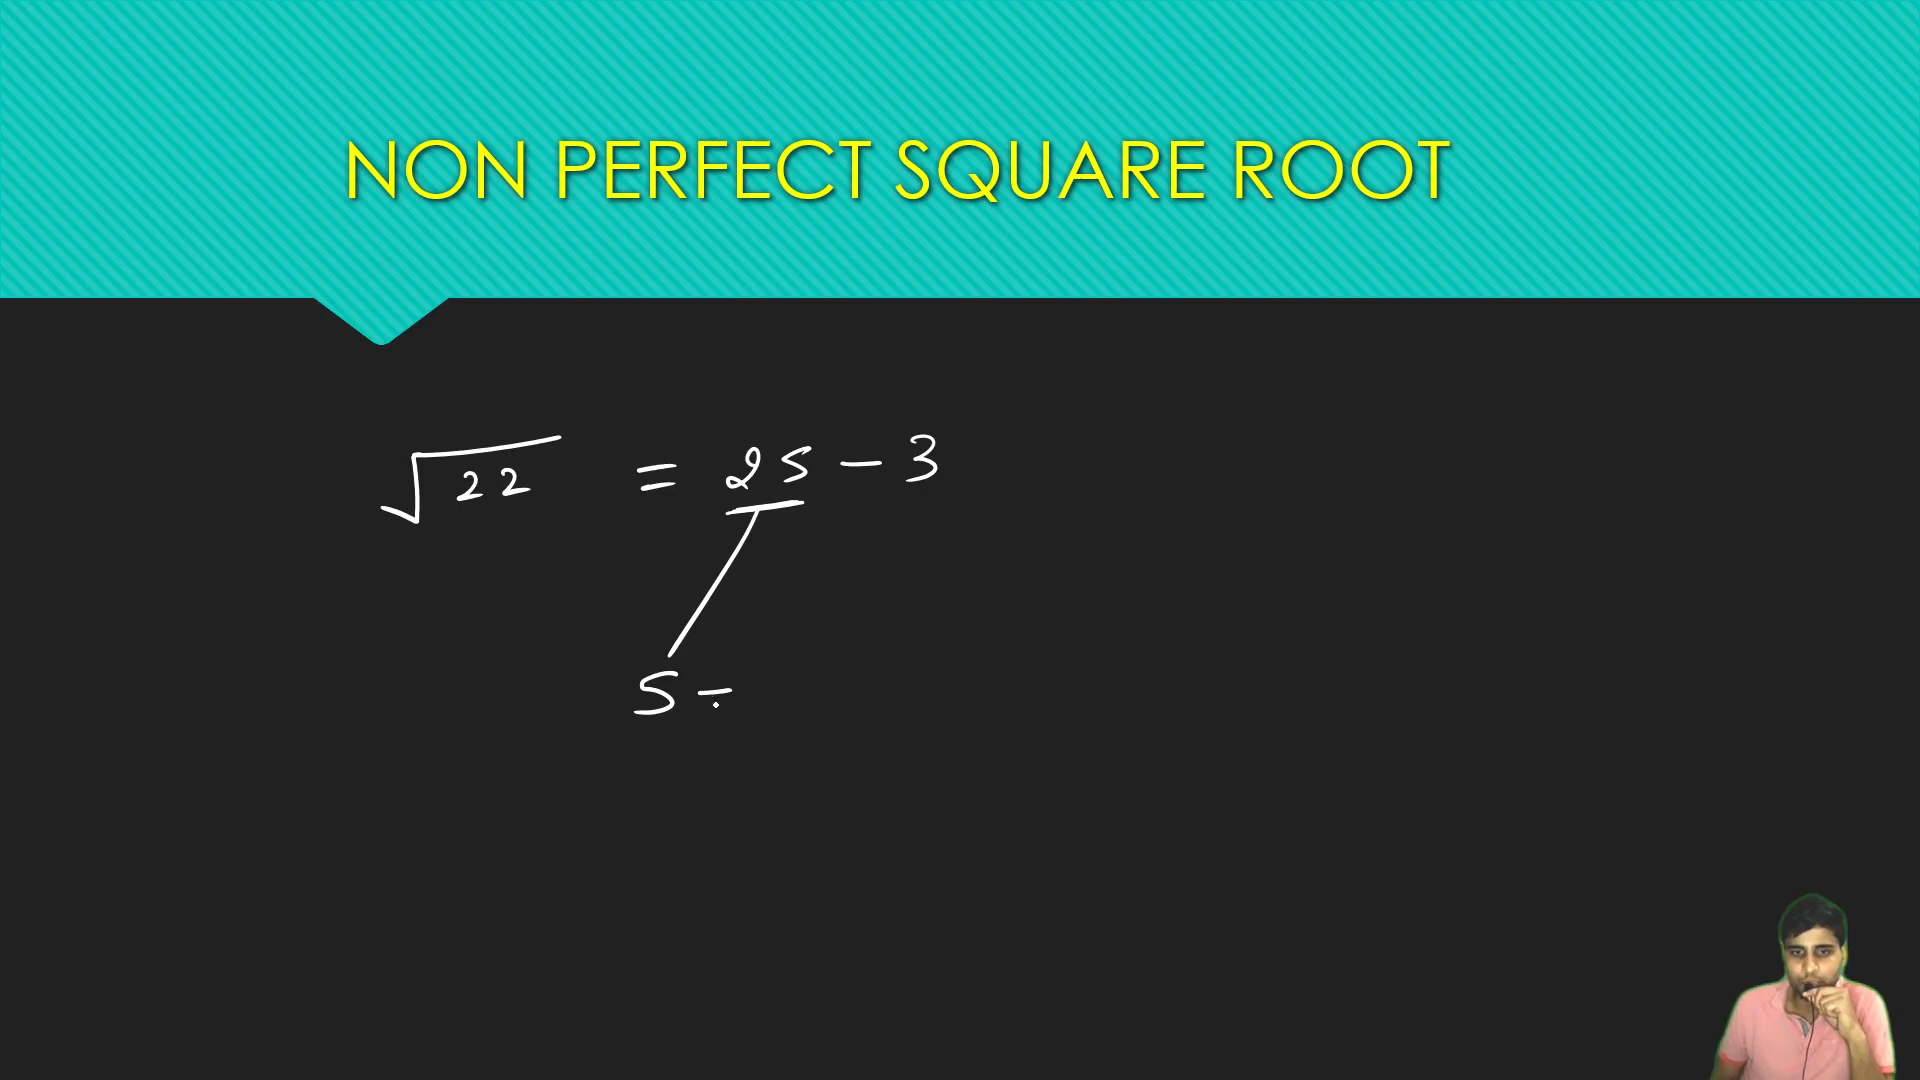 NON PERFECT SQUARE ROOT
√22 = 25 - 3
5 -